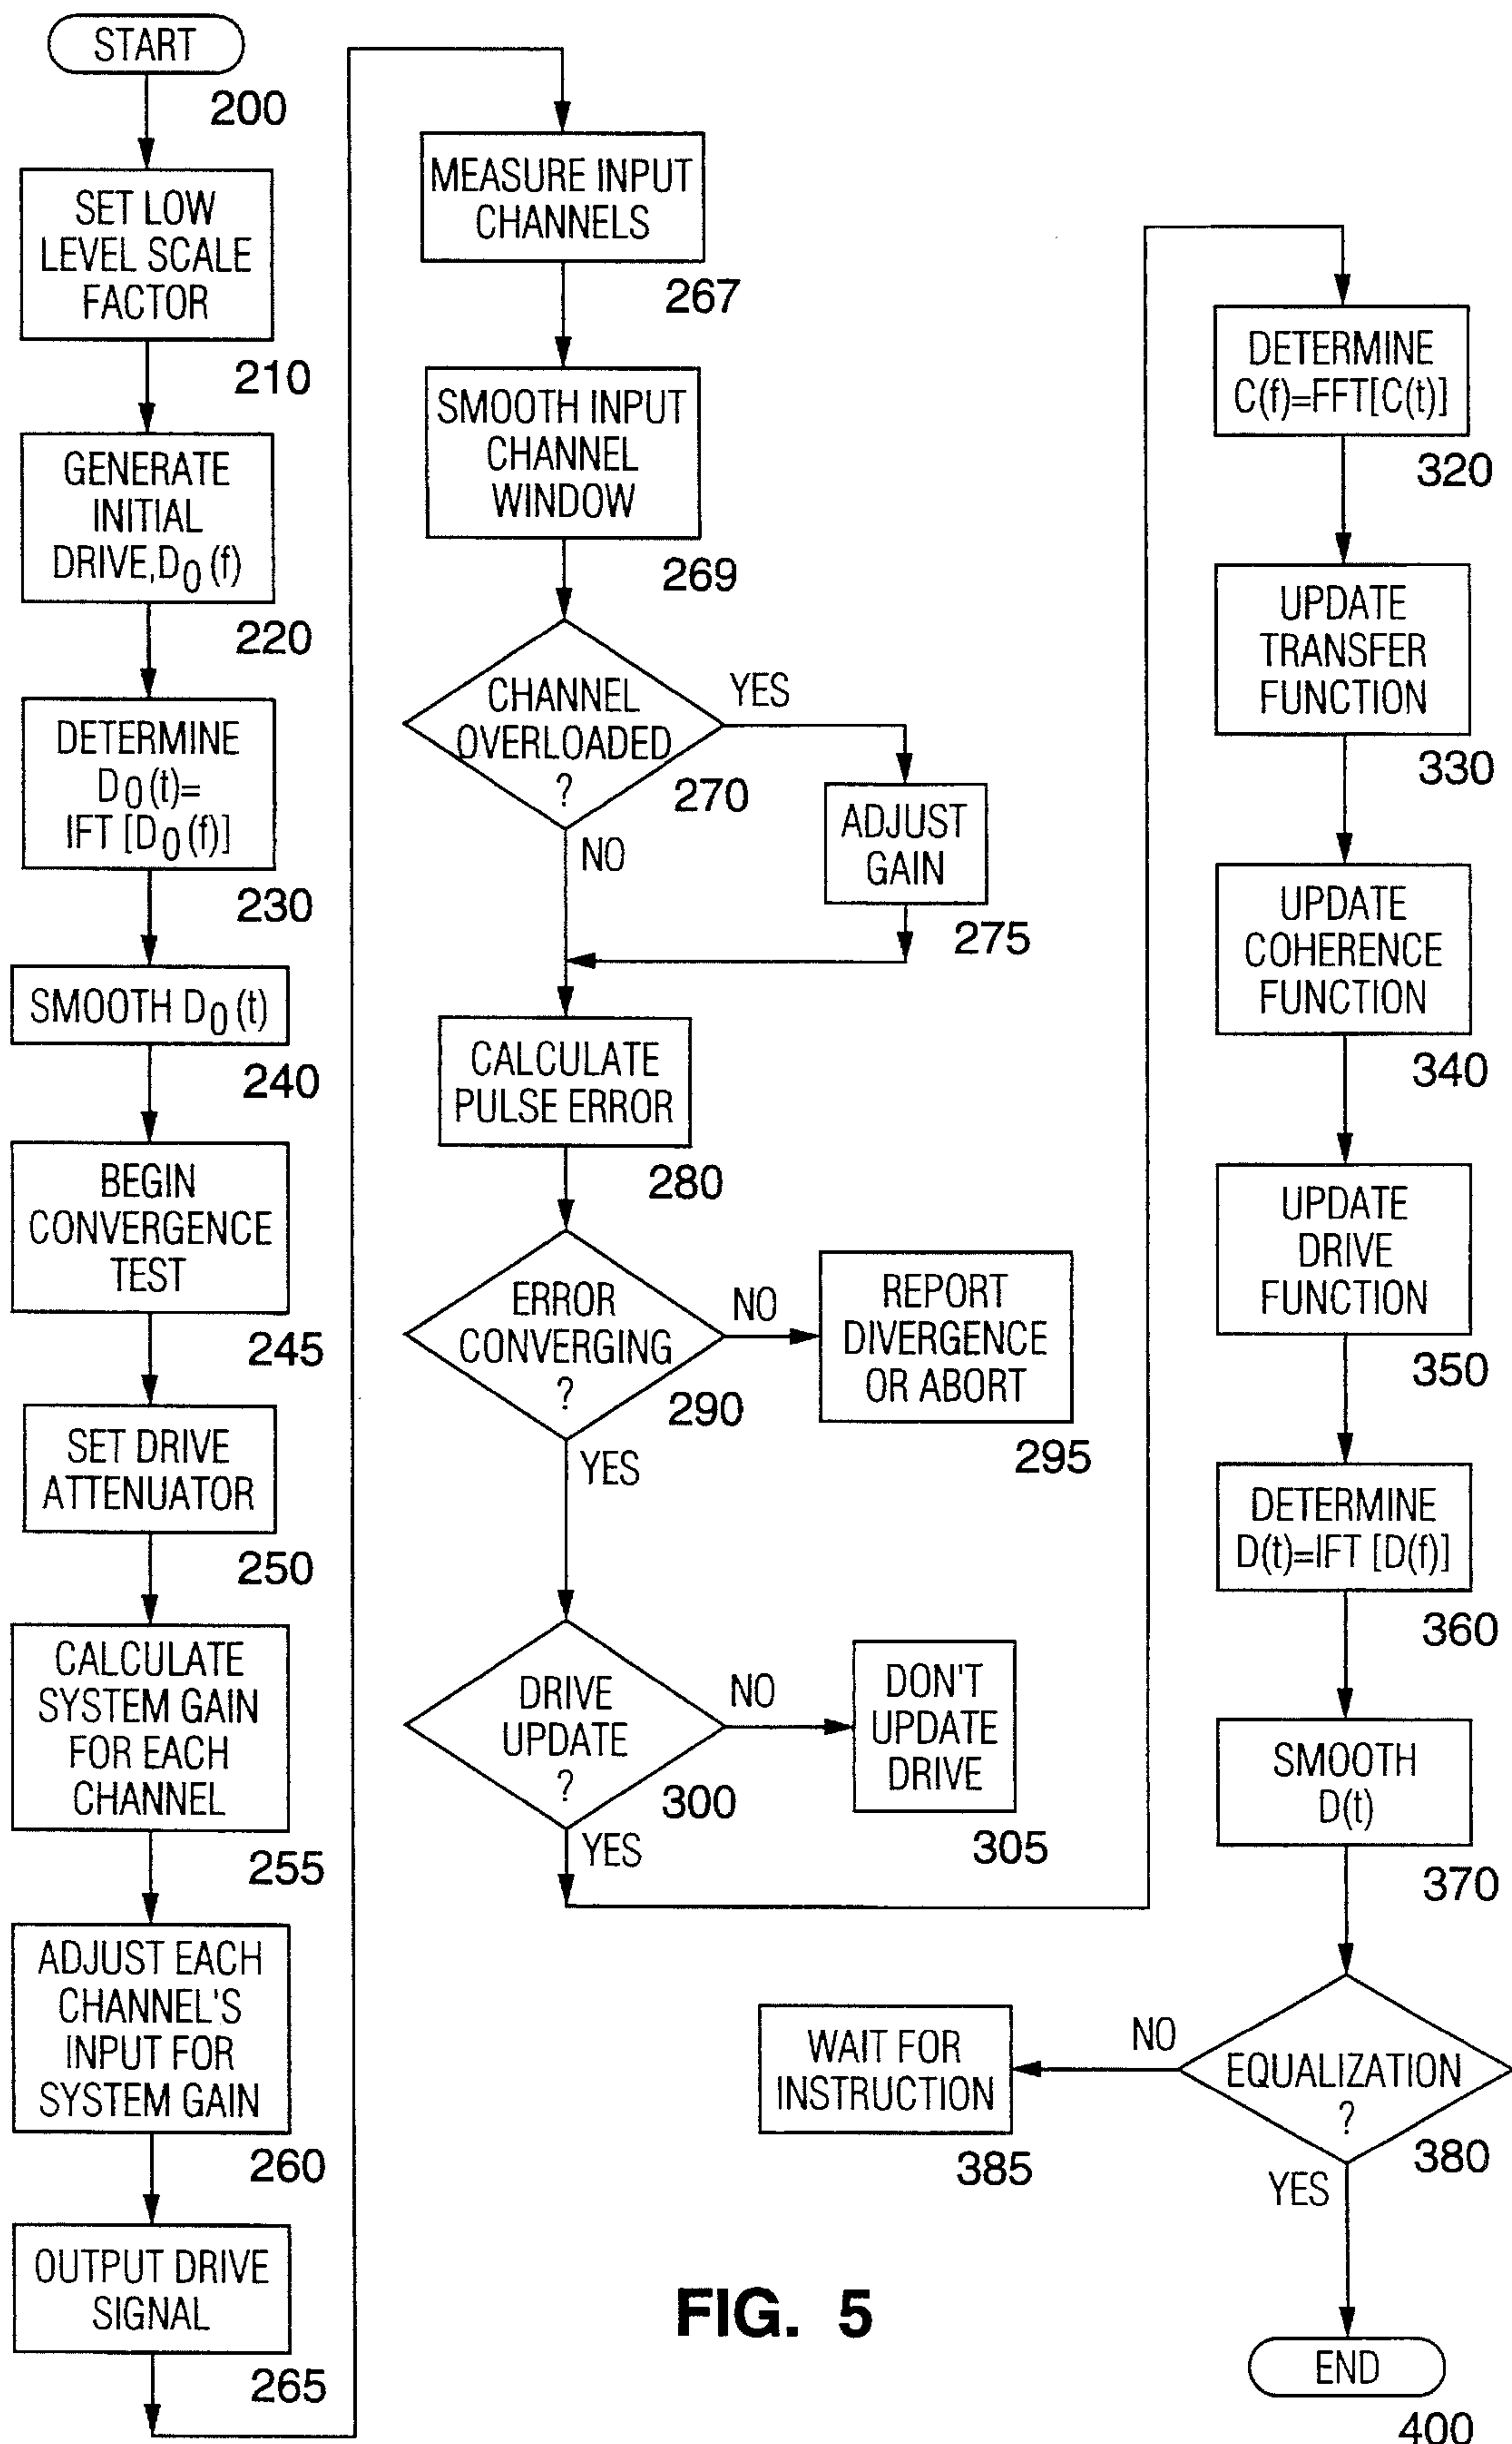 START
200
SET LOW
LEVEL SCALE
FACTOR
210
GENERATE
INITIAL
DRIVE,D0 (f)
220
DETERMINE
D0 (t)=
IFT [D0 (f)]
230
SMOOTH D0 (t)
240
BEGIN
CONVERGENCE
TEST
245
SET DRIVE
ATTENUATOR
250
CALCULATE
SYSTEM GAIN
FOR EACH
CHANNEL
255
ADJUST EACH
CHANNEL'S
INPUT FOR
SYSTEM GAIN
260
OUTPUT DRIVE
SIGNAL
265
MEASURE INPUT
CHANNELS
267
SMOOTH INPUT
CHANNEL
WINDOW
269
CHANNEL
OVERLOADED
?
270
YES
NO
ADJUST
GAIN
275
CALCULATE
PULSE ERROR
280
ERROR
CONVERGING
?
290
NO
YES
REPORT
DIVERGENCE
OR ABORT
295
DRIVE
UPDATE
?
300
NO
YES
DON'T
UPDATE
DRIVE
305
DETERMINE
C(f)=FFT[C(t)]
320
UPDATE
TRANSFER
FUNCTION
330
UPDATE
COHERENCE
FUNCTION
340
UPDATE
DRIVE
FUNCTION
350
DETERMINE
D(t)=IFT [D(f)]
360
SMOOTH
D(t)
370
EQUALIZATION
?
380
NO
YES
WAIT FOR
INSTRUCTION
385
END
400
FIG. 5